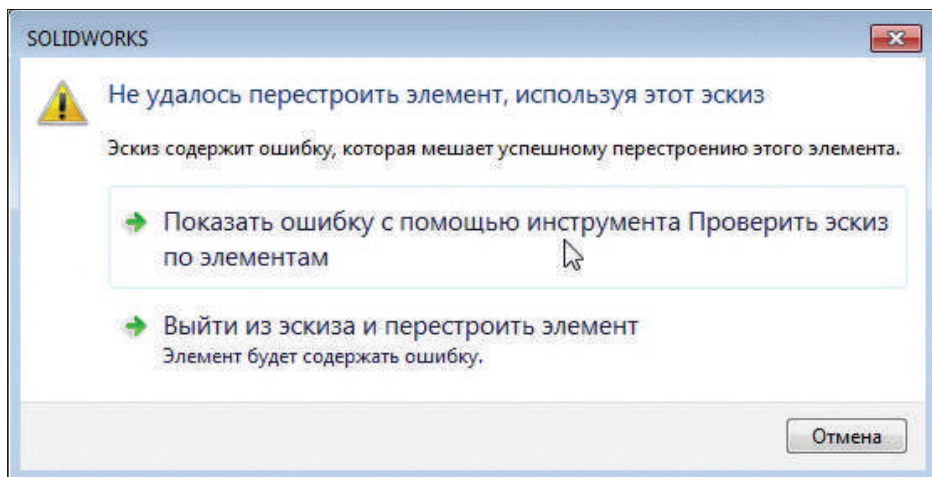 SOLIDWORKS
Не удалось перестроить элемент, используя этот эскиз
Эскиз содержит ошибку, которая мешает успешному перестроению этого элемента.
Показать ошибку с помощью инструмента Проверить эскиз
по элементам
Выйти из эскиза и перестроить элемент
Элемент будет содержать ошибку.
Отмена